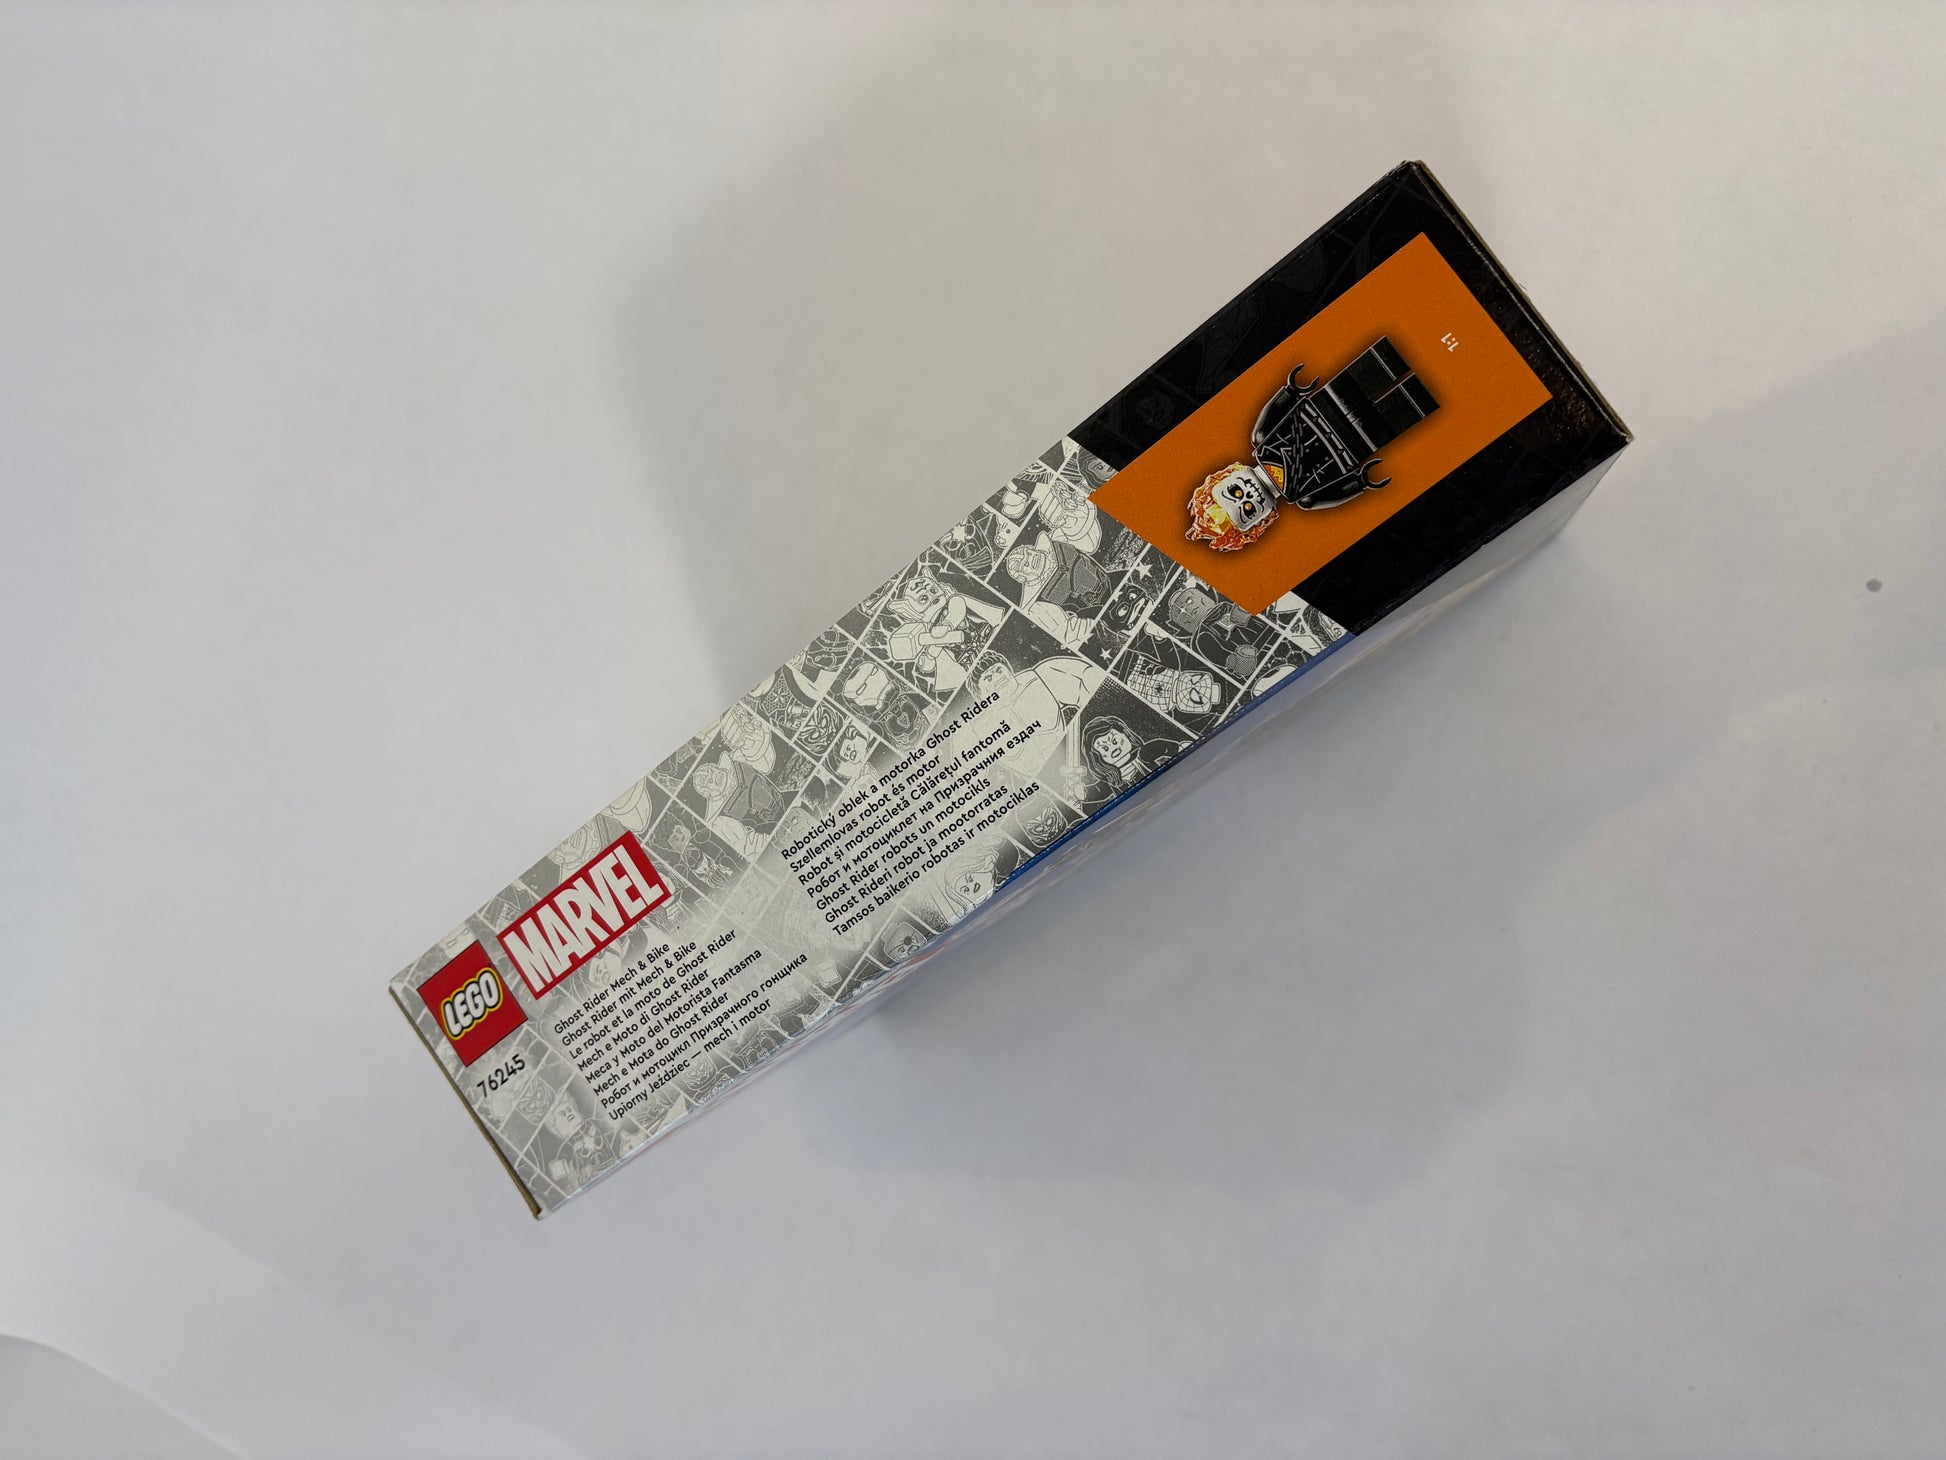 LEGO
MARVEL
76245
Ghost Rider Mech & Bike
Ghost Rider mit Mech & Bike
Le robot et la moto de Ghost Rider
Mech e Moto di Ghost Rider
Meca y Moto del Motorista Fantasma
Mech e Mota do Ghost Rider
Робот и мотоцикл Призрачного гонщика
Upiorny Jeździec — mech i motor
Robotický oblek a motorka Ghost Ridera
Szellemlovas robot és motor
Robot și motocicletă Călărețul fantomă
Робот и мотоциклет на Призрачния ездач
Ghost Rider robots un motocikls
Ghost Rideri robot ja mootorratas
Tamsos baikerio robotas ir motociklas
1:1